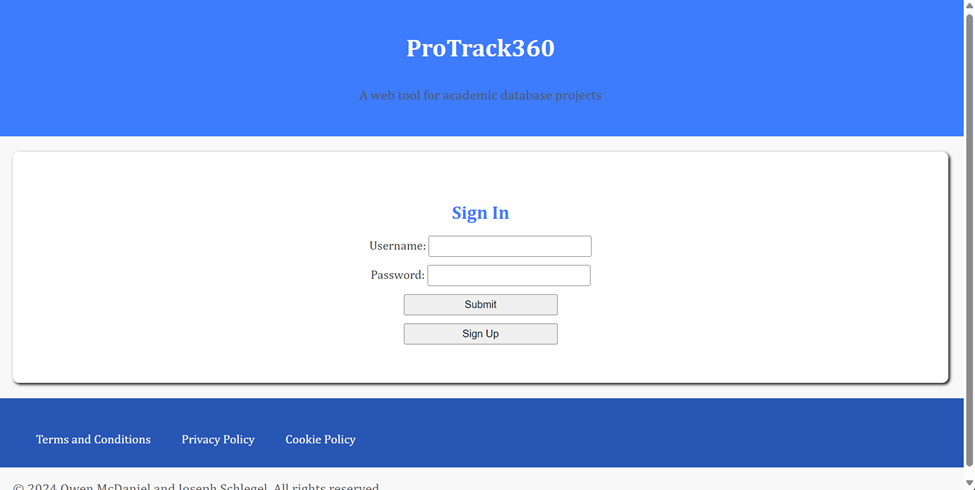 ProTrack360
A web tool for academic database projects
Sign In
Username:
Password:
Submit
Sign Up
Terms and Conditions Privacy Policy Cookie Policy
© 2024 Owen McDaniel and Joseph Schlegel. All rights reserved.